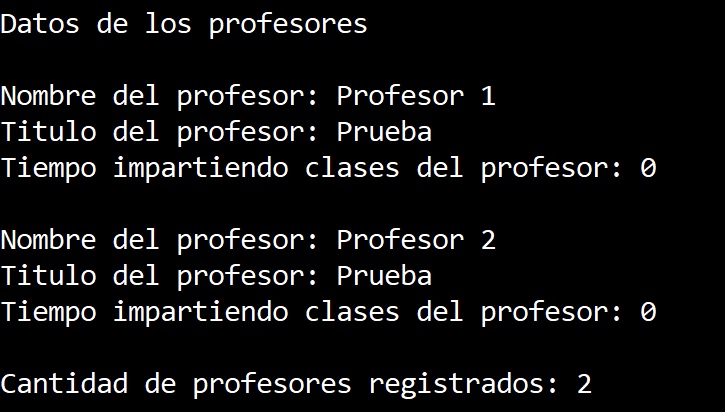 Datos de los profesores
Nombre del profesor: Profesor 1
Titulo del profesor: Prueba
Tiempo impartiendo clases del profesor: 0
Nombre del profesor: Profesor 2
Titulo del profesor: Prueba
Tiempo impartiendo clases del profesor: 0
Cantidad de profesores registrados: 2